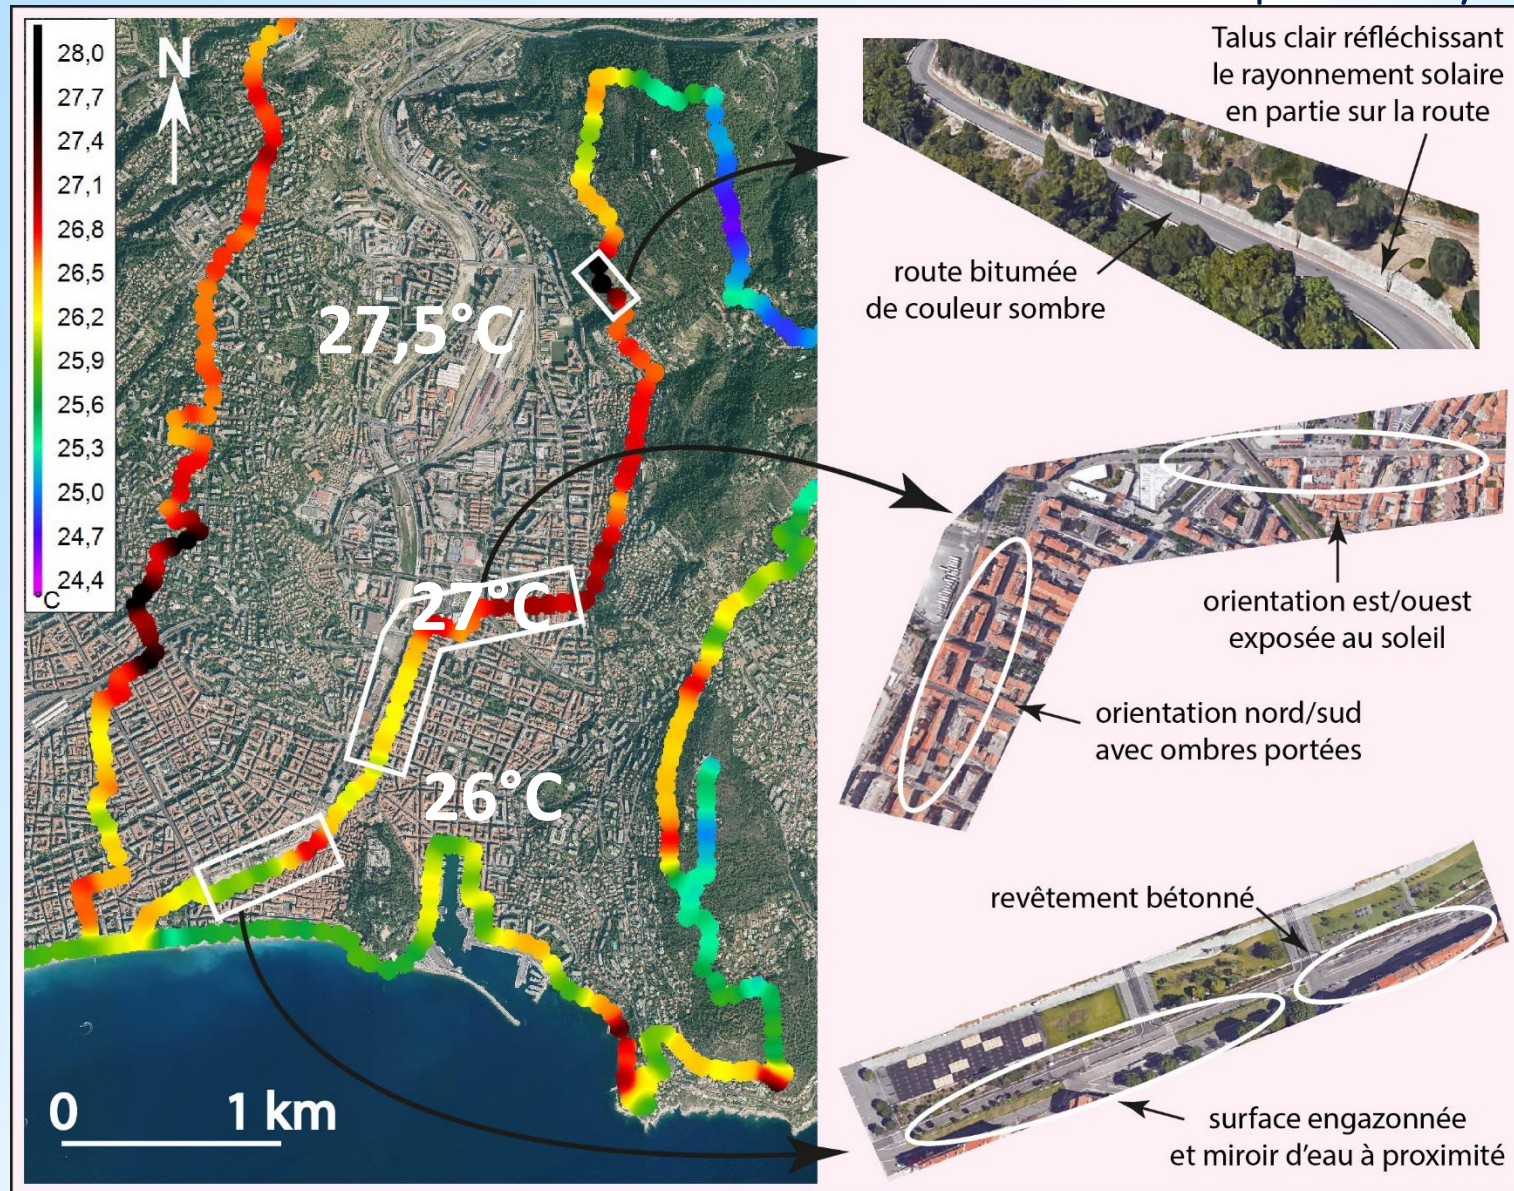 28,0
27,7
27,4
27,1
26,8
26,5
26,2
25,9
25,6
25,3
25,0
24,7
24,4
°C
N
27,5°C
27°C
26°C
0 1 km
Talus clair réfléchissant
le rayonnement solaire
en partie sur la route
route bitumée
de couleur sombre
orientation est/ouest
exposée au soleil
orientation nord/sud
avec ombres portées
revêtement bétonné
surface engazonnée
et miroir d'eau à proximité